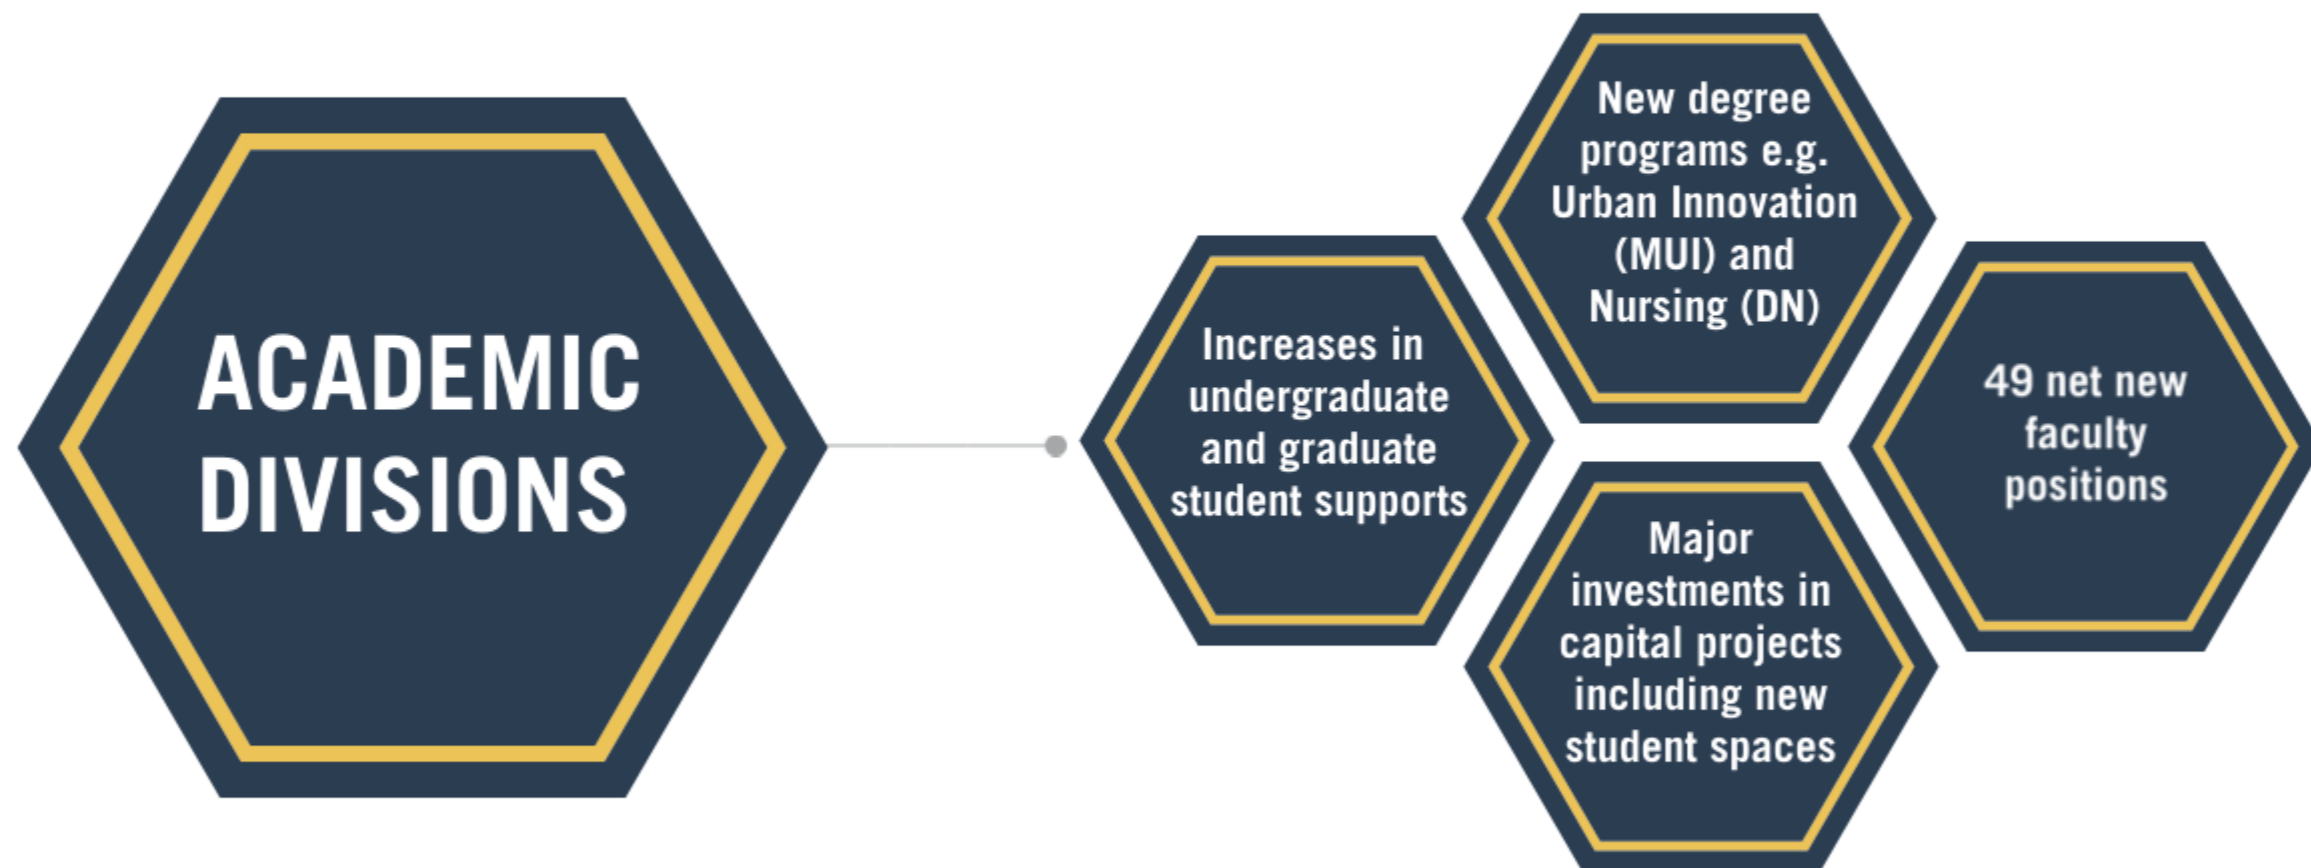 ACADEMIC
DIVISIONS
Increases in
undergraduate
and graduate
student supports
New degree
programs e.g.
Urban Innovation
(MUI) and
Nursing (DN)
Major
investments in
capital projects
including new
student spaces
49 net new
faculty
positions